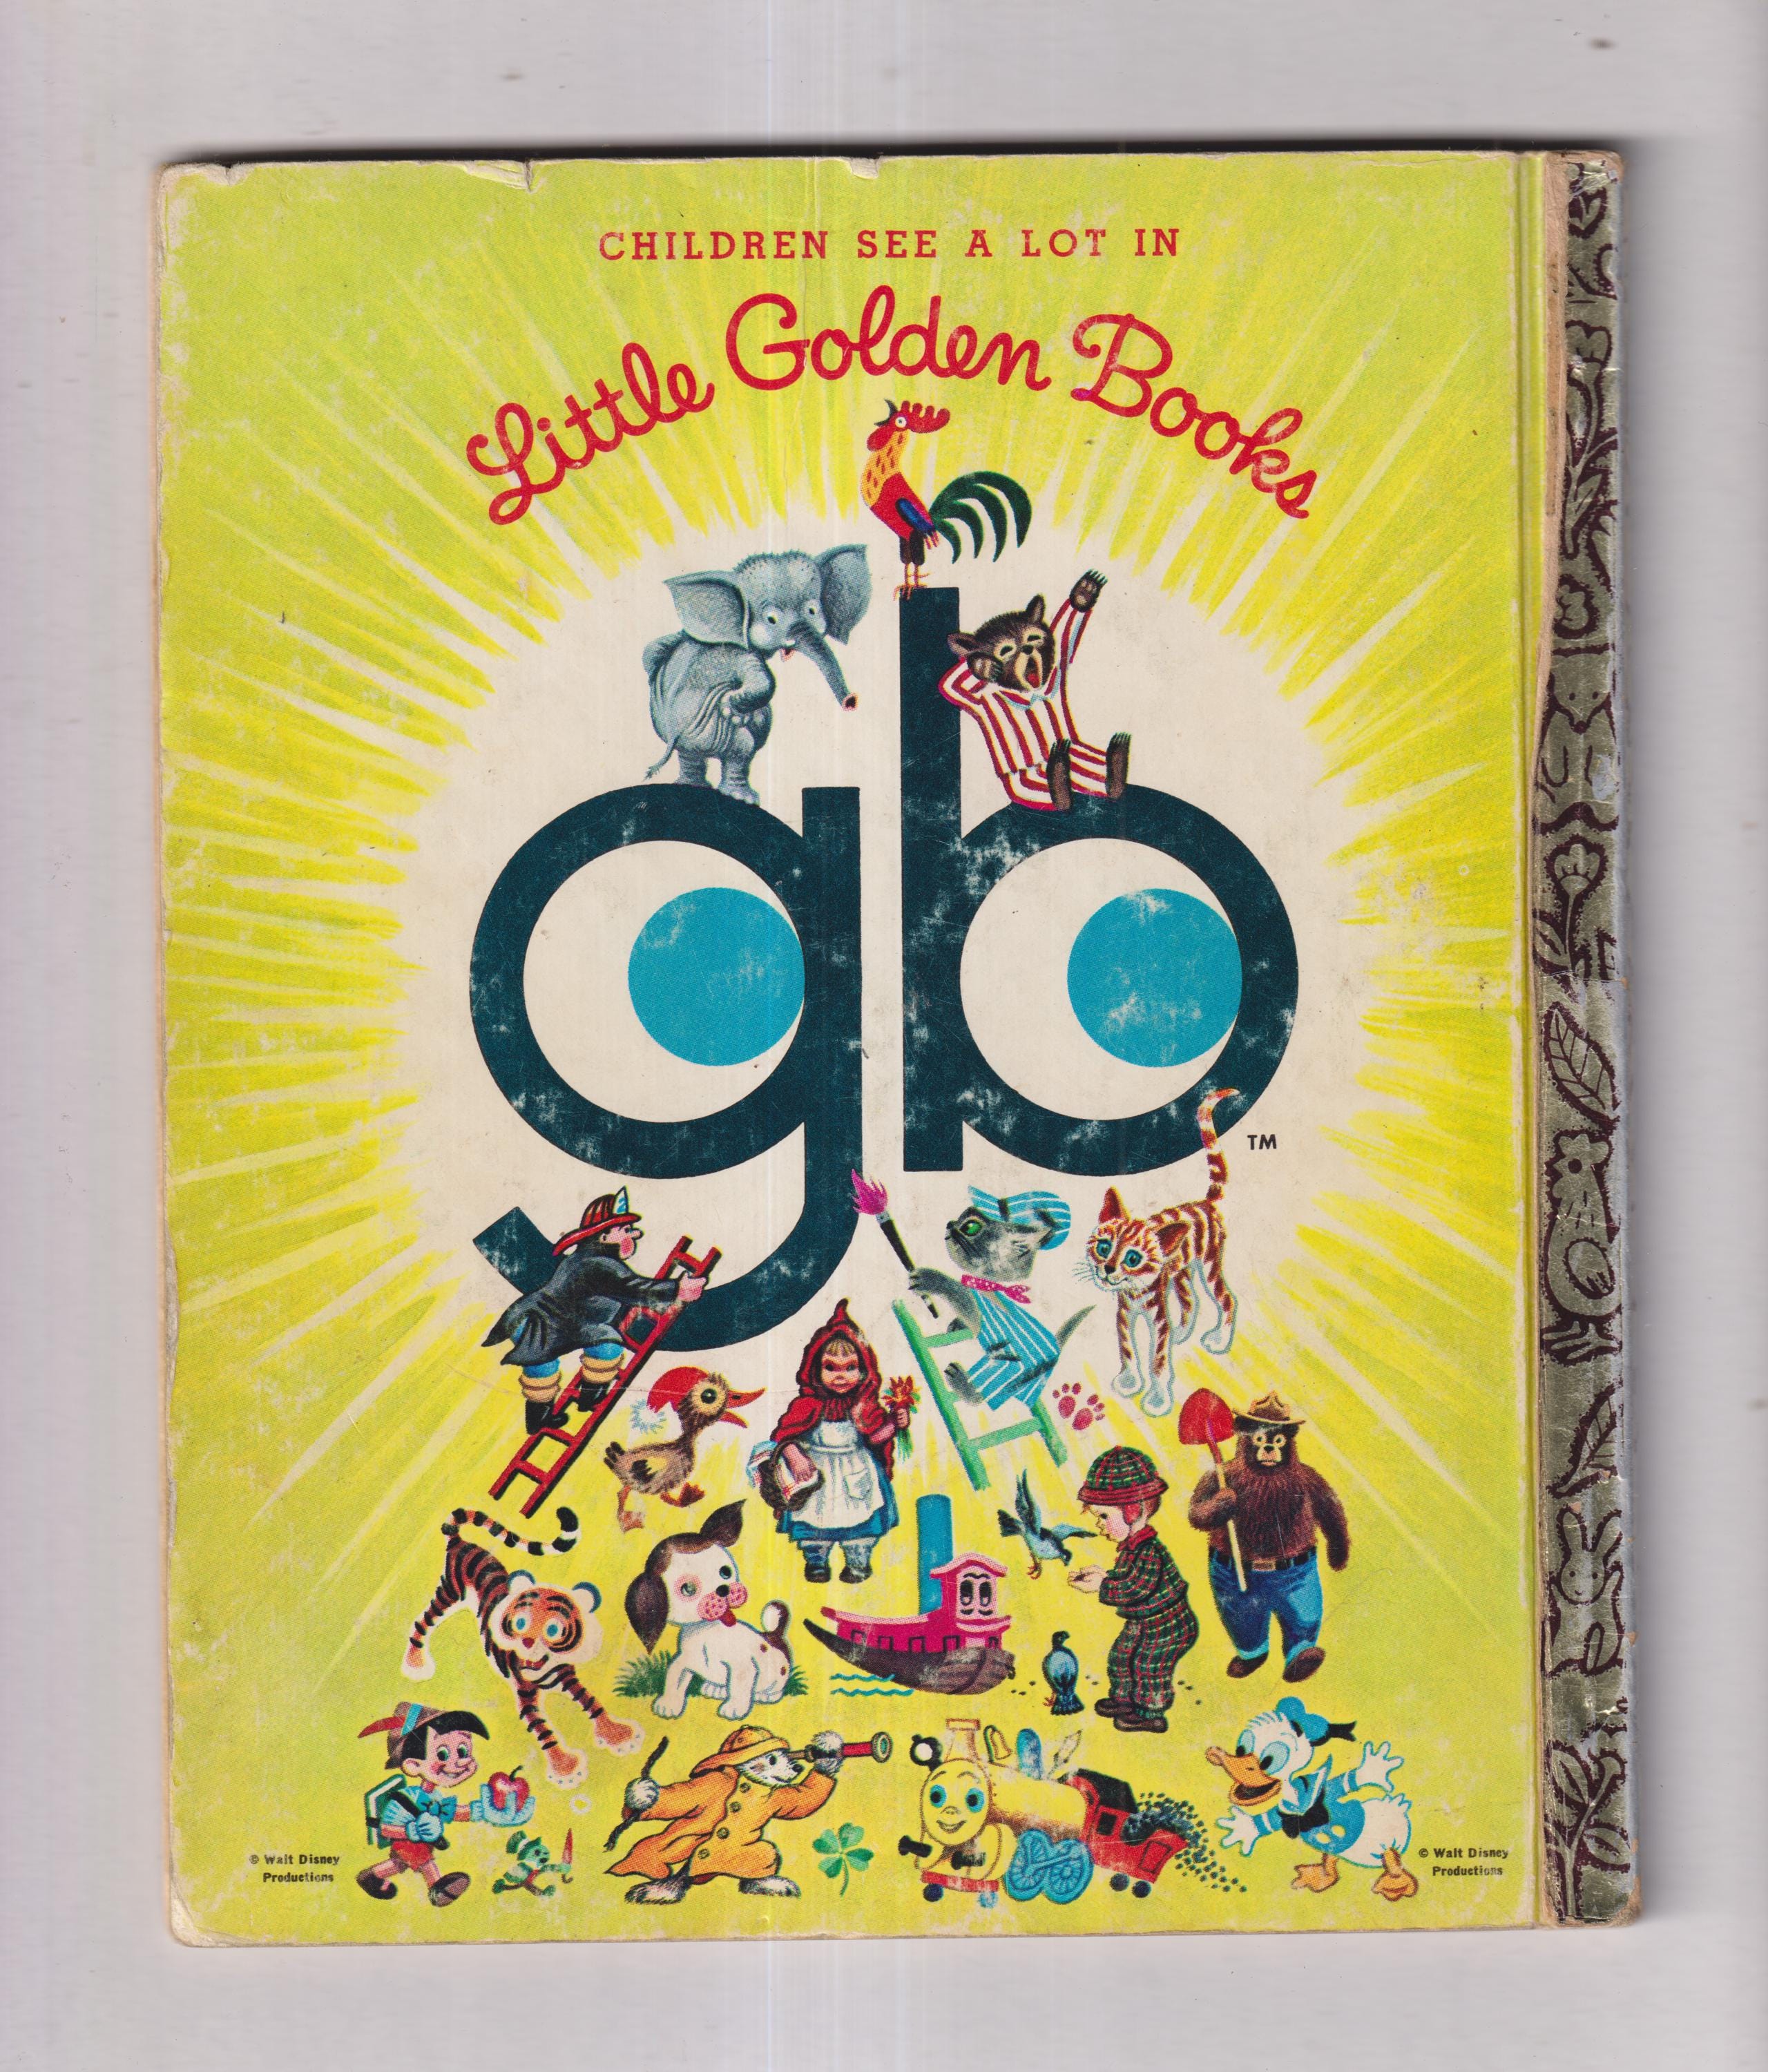 CHILDREN SEE A LOT IN
Little Golden Books
gb
TM
© Walt Disney
Productions
© Walt Disney
Productions